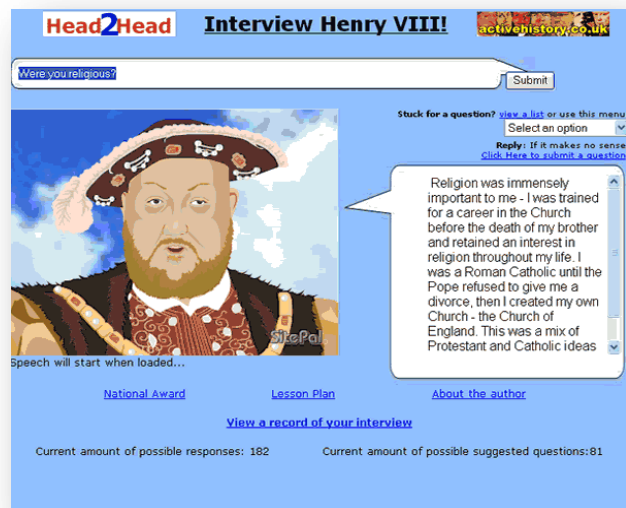 Head2Head
Interview Henry VIII!
activehistory.co.uk
Were you religious?
Submit
Stuck for a question? view a list or use this menu
Select an option
Reply: If it makes no sense
Click Here to submit a question
Religion was immensely
important to me - I was trained
for a career in the Church
before the death of my brother
and retained an interest in
religion throughout my life. I
was a Roman Catholic until the
Pope refused to give me a
divorce, then I created my own
Church - the Church of
England. This was a mix of
Protestant and Catholic ideas
SitePal
Speech will start when loaded...
National Award
Lesson Plan
About the author
View a record of your interview
Current amount of possible responses: 182
Current amount of possible suggested questions:81